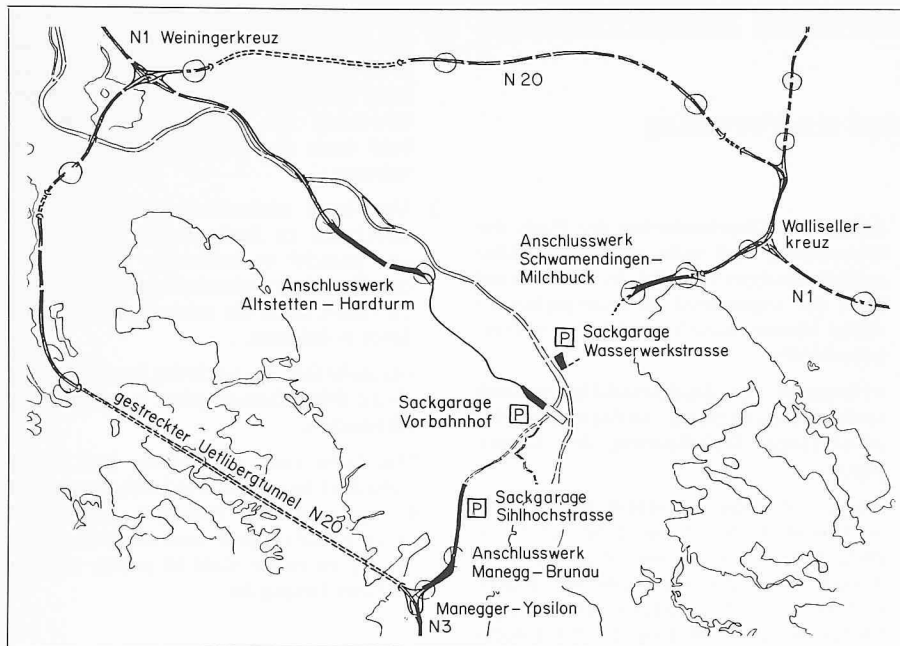 N1 Weiningerkreuz
N 20
Walliseller-
kreuz
Anschlusswerk
Schwamendingen-
Milchbuck
N1
Anschlusswerk
Altstetten-Hardturm
P
Sackgarage
Wasserwerkstrasse
Sackgarage
Vorbahnhof
P
gestreckter Uetlibergtunnel N20
P
Sackgarage
Sihlhochstrasse
Anschlusswerk
Manegg-Brunau
Manegger-Ypsilon
N3